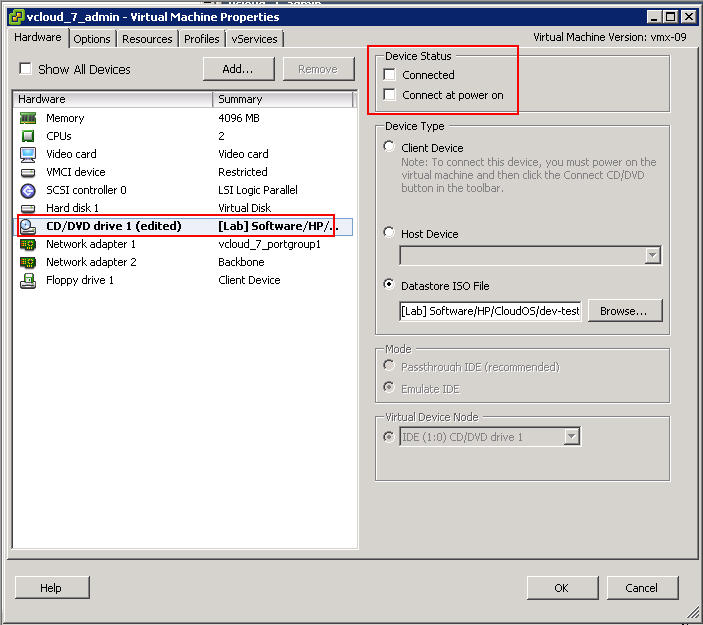 vcloud_7_admin - Virtual Machine Properties
Hardware Options Resources Profiles vServices
Virtual Machine Version: vmx-09
Show All Devices
Add...
Remove
Hardware Summary
Memory 4096 MB
CPUs 2
Video card Video card
VMCI device Restricted
SCSI controller 0 LSI Logic Parallel
Hard disk 1 Virtual Disk
CD/DVD drive 1 (edited) [Lab] Software/HP/...
Network adapter 1 vcloud_7_portgroup1
Network adapter 2 Backbone
Floppy drive 1 Client Device
Device Status
Connected
Connect at power on
Device Type
Client Device
Note: To connect this device, you must power on the
virtual machine and then click the Connect CD/DVD
button in the toolbar.
Host Device
Datastore ISO File
[Lab] Software/HP/CloudOS/dev-test
Browse...
Mode
Passthrough IDE (recommended)
Emulate IDE
Virtual Device Node
IDE (1:0) CD/DVD drive 1
Help
OK
Cancel